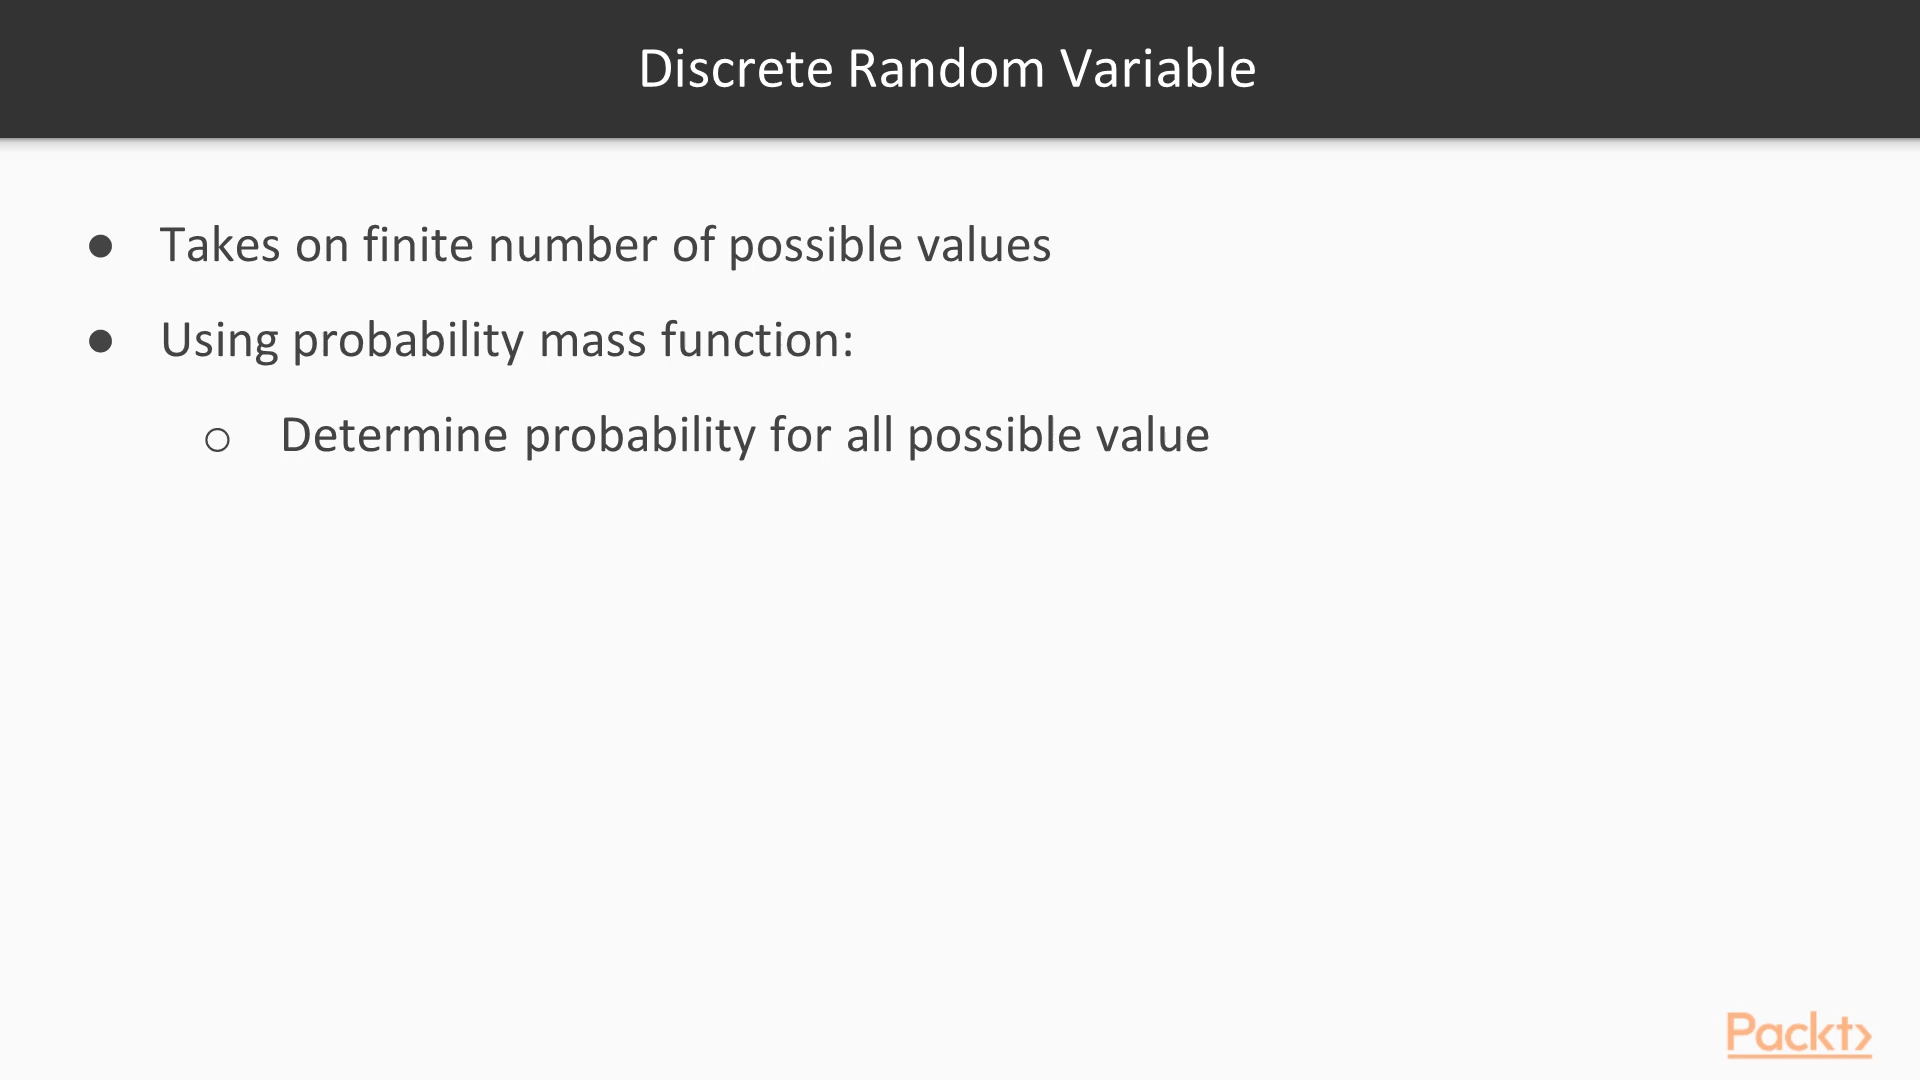 Discrete Random Variable
● Takes on finite number of possible values
● Using probability mass function:
○ Determine probability for all possible value
Packt>